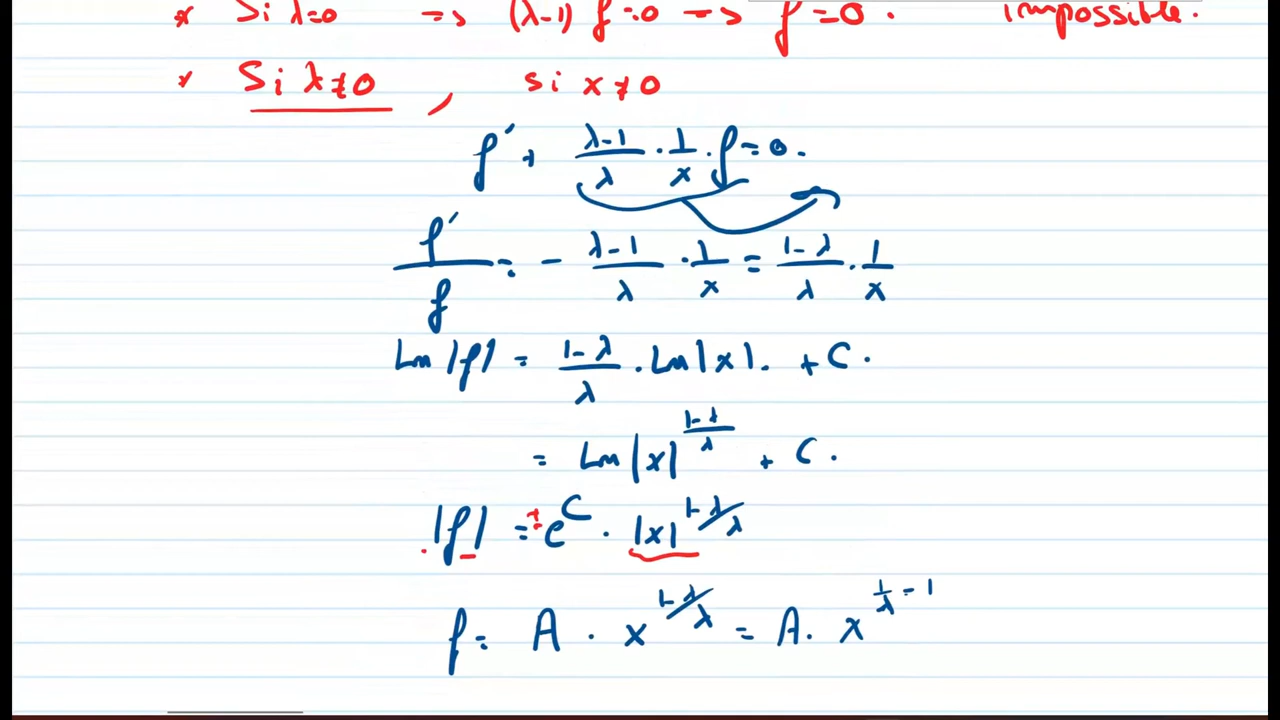 * Si λ=0 ⟶ (λ-1) f=0 ⟶ f=0. impossible.
* Si λ≠0, si x≠0
f' + (λ-1)/λ · 1/x · f = 0.
f'/f = - (λ-1)/λ · 1/x = (1-λ)/λ · 1/x
Ln |f| = (1-λ)/λ · Ln|x|. + C.
= Ln |x|^((1-λ)/λ) + C.
|f| = ± e^C · |x|^((1-λ)/λ)
f = A · x^((1-λ)/λ) = A · x^(1/λ - 1)